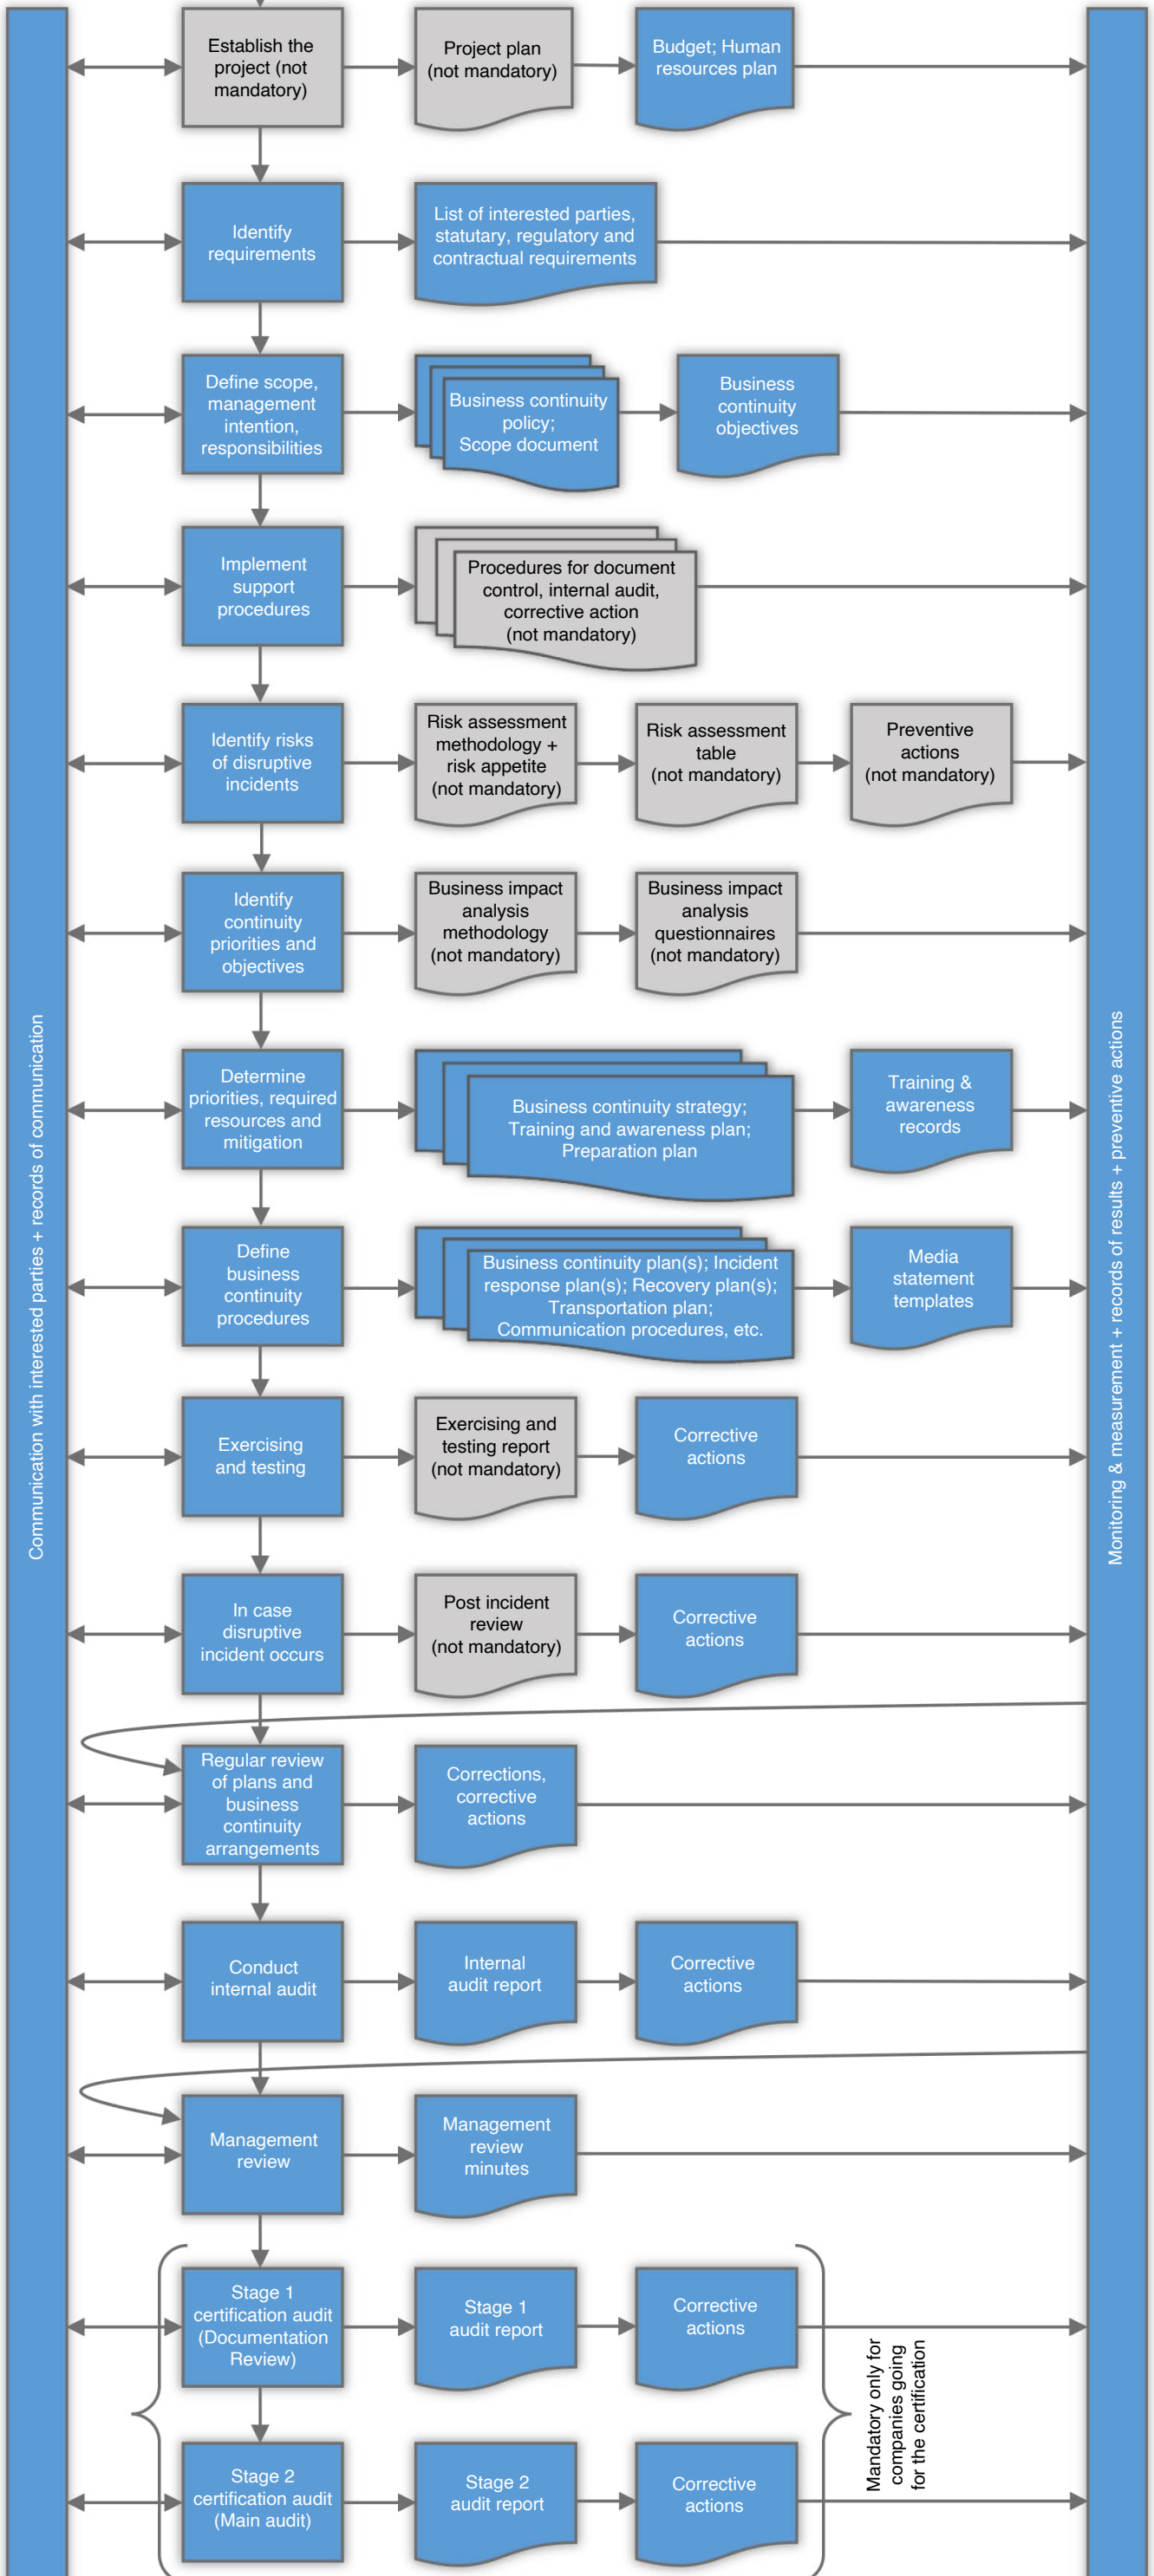 Establish the
project (not
mandatory)
Project plan
(not mandatory)
Budget; Human
resources plan
Identify
requirements
List of interested parties,
statutary, regulatory and
contractual requirements
Define scope,
management
intention,
responsibilities
Business continuity
policy;
Scope document
Business
continuity
objectives
Implement
support
procedures
Procedures for document
control, internal audit,
corrective action
(not mandatory)
Identify risks
of disruptive
incidents
Risk assessment
methodology +
risk appetite
(not mandatory)
Risk assessment
table
(not mandatory)
Preventive
actions
(not mandatory)
Identify
continuity
priorities and
objectives
Business impact
analysis
methodology
(not mandatory)
Business impact
analysis
questionnaires
(not mandatory)
Communication with interested parties + records of communication
Monitoring & measurement + records of results + preventive actions
Determine
priorities, required
resources and
mitigation
Business continuity strategy;
Training and awareness plan;
Preparation plan
Training &
awareness
records
Define
business
continuity
procedures
Business continuity plan(s); Incident
response plan(s); Recovery plan(s);
Transportation plan;
Communication procedures, etc.
Media
statement
templates
Exercising
and testing
Exercising and
testing report
(not mandatory)
Corrective
actions
In case
disruptive
incident occurs
Post incident
review
(not mandatory)
Corrective
actions
Regular review
of plans and
business
continuity
arrangements
Corrections,
corrective
actions
Conduct
internal audit
Internal
audit report
Corrective
actions
Management
review
Management
review
minutes
Stage 1
certification audit
(Documentation
Review)
Stage 1
audit report
Corrective
actions
Mandatory only for
companies going
for the certification
Stage 2
certification audit
(Main audit)
Stage 2
audit report
Corrective
actions